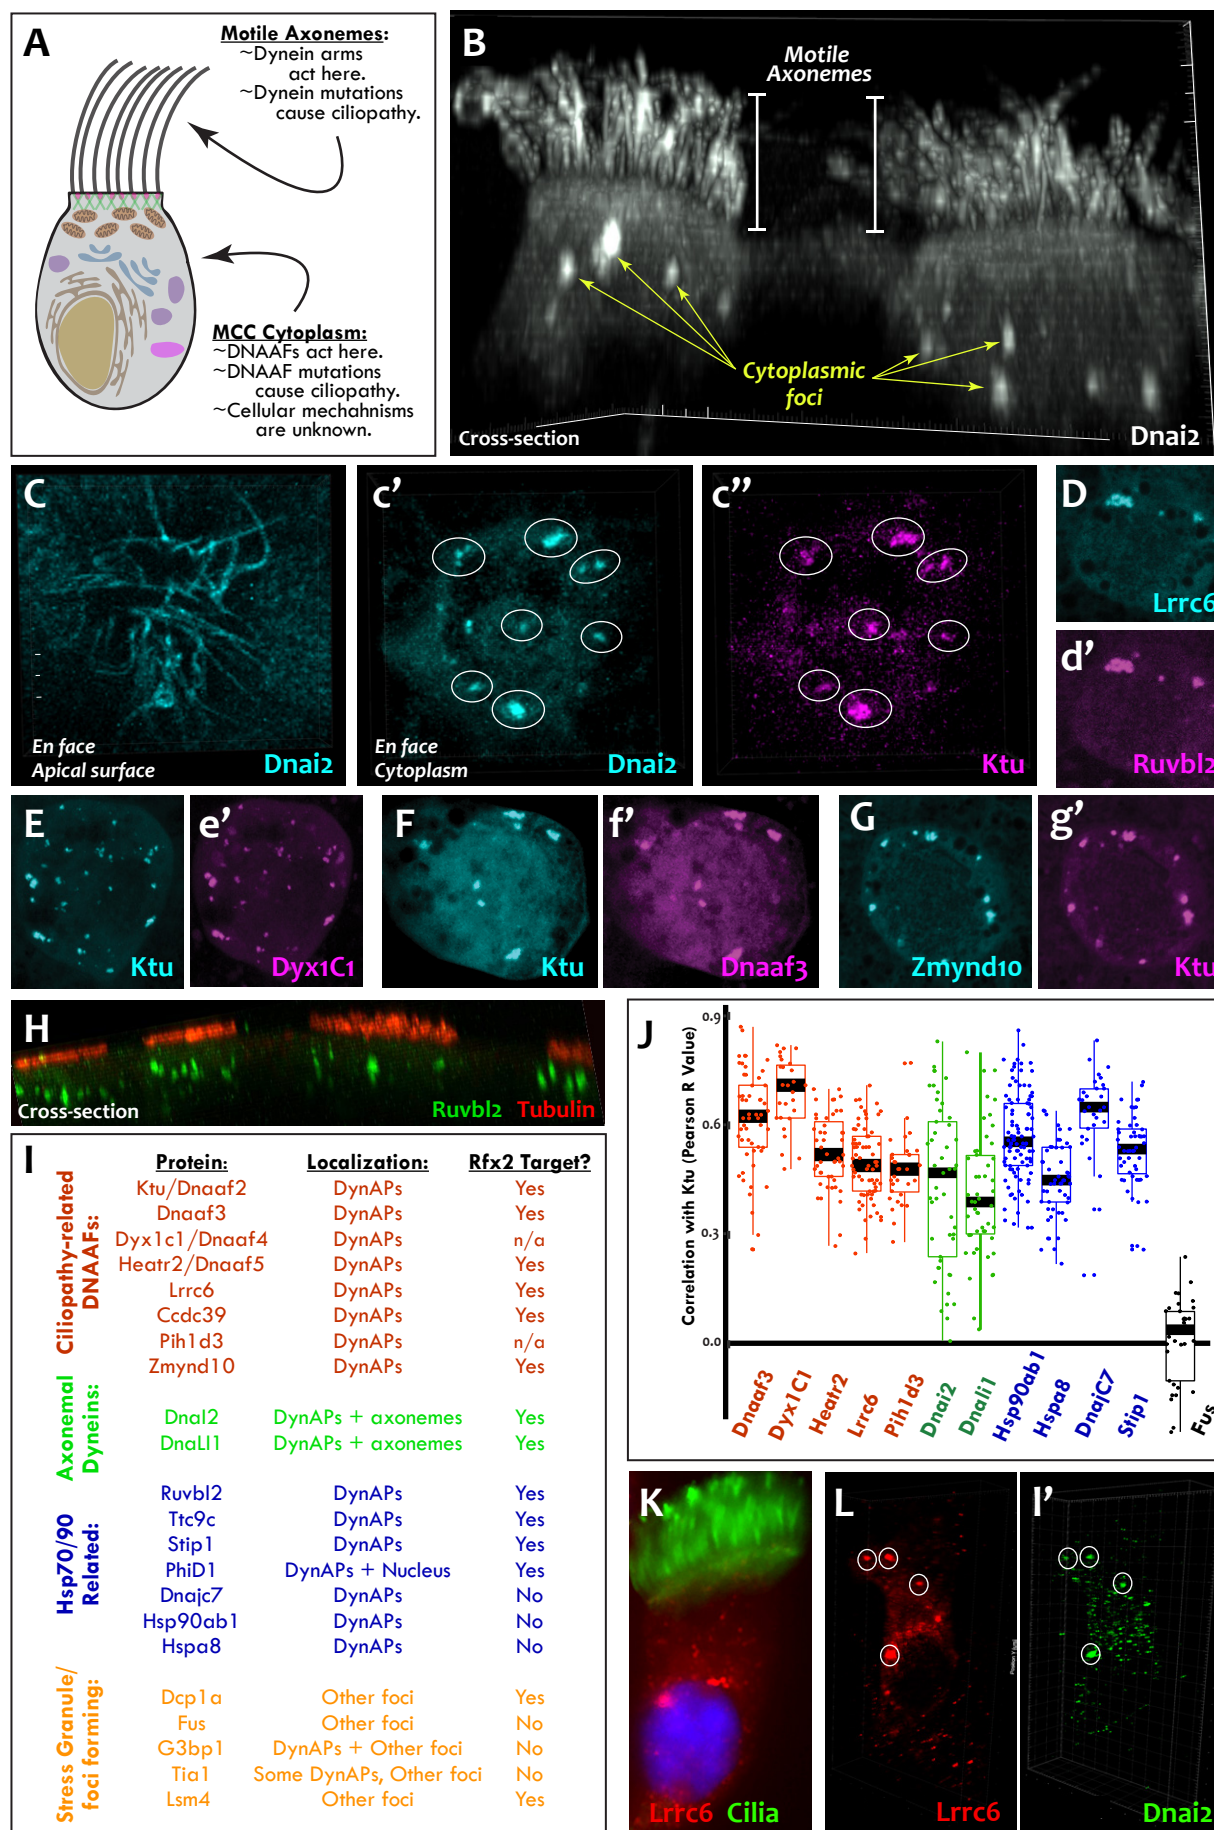 A
Motile Axonemes:
~Dynein arms
act here.
~Dynein mutations
cause ciliopathy.
MCC Cytoplasm:
~DNAAFs act here.
~DNAAF mutations
cause ciliopathy.
~Cellular mechahnisms
are unknown.
B
Motile
Axonemes
Cytoplasmic
foci
Cross-section
Dnai2
C
En face
Apical surface
Dnai2
c'
En face
Cytoplasm
Dnai2
c''
Ktu
D
Lrrc6
d'
Ruvbl2
E
Ktu
e'
Dyx1C1
F
Ktu
f'
Dnaaf3
G
Zmynd10
g'
Ktu
H
Cross-section
Ruvbl2 Tubulin
I
Protein: Localization: Rfx2 Target?
Ciliopathy-related
DNAAFs:
Ktu/Dnaaf2 DynAPs Yes
Dnaaf3 DynAPs Yes
Dyx1c1/Dnaaf4 DynAPs n/a
Heatr2/Dnaaf5 DynAPs Yes
Lrrc6 DynAPs Yes
Ccdc39 DynAPs Yes
Pih1d3 DynAPs n/a
Zmynd10 DynAPs Yes
Axonemal
Dyneins:
DnaI2 DynAPs + axonemes Yes
DnaLI1 DynAPs + axonemes Yes
Hsp70/90
Related:
Ruvbl2 DynAPs Yes
Ttc9c DynAPs Yes
Stip1 DynAPs Yes
PhiD1 DynAPs + Nucleus Yes
Dnajc7 DynAPs No
Hsp90ab1 DynAPs No
Hspa8 DynAPs No
Stress Granule/
foci forming:
Dcp1a Other foci Yes
Fus Other foci No
G3bp1 DynAPs + Other foci No
Tia1 Some DynAPs, Other foci No
Lsm4 Other foci Yes
J
Correlation with Ktu (Pearson R Value)
0.9
0.6
0.3
0.0
Dnaaf3
Dyx1C1
Heatr2
Lrrc6
Pih1d3
Dnai2
Dnali1
Hsp90ab1
Hspa8
DnajC7
Stip1
Fus
K
Lrrc6 Cilia
L
Lrrc6
l'
Dnai2